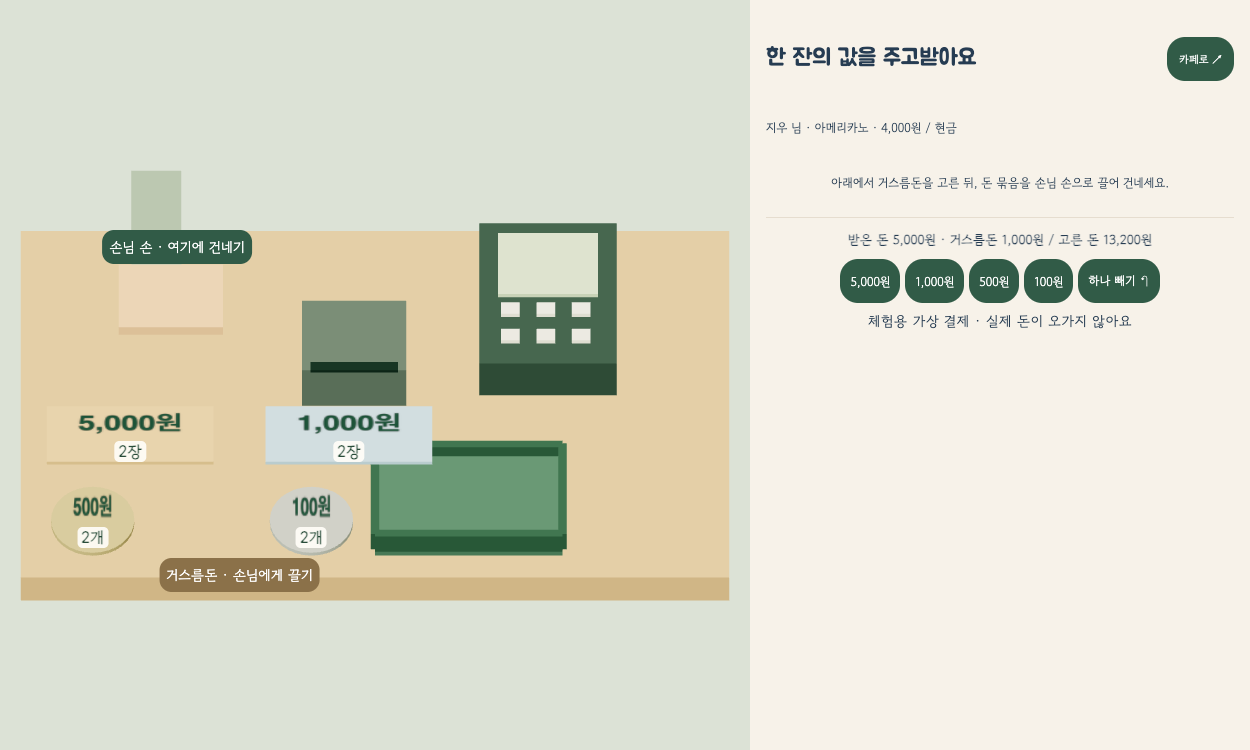 한 잔의 값을 주고받아요
카페로 ↗
지우 님 · 아메리카노 · 4,000원 / 현금
아래에서 거스름돈을 고른 뒤, 돈 묶음을 손님 손으로 끌어 건네세요.
받은 돈 5,000원 · 거스름돈 1,000원 / 고른 돈 13,200원
5,000원 1,000원 500원 100원 하나 빼기 ↰
체험용 가상 결제 · 실제 돈이 오가지 않아요
손님 손 · 여기에 건네기
5,000원
2장
1,000원
2장
500원
2개
100원
2개
거스름돈 · 손님에게 끌기